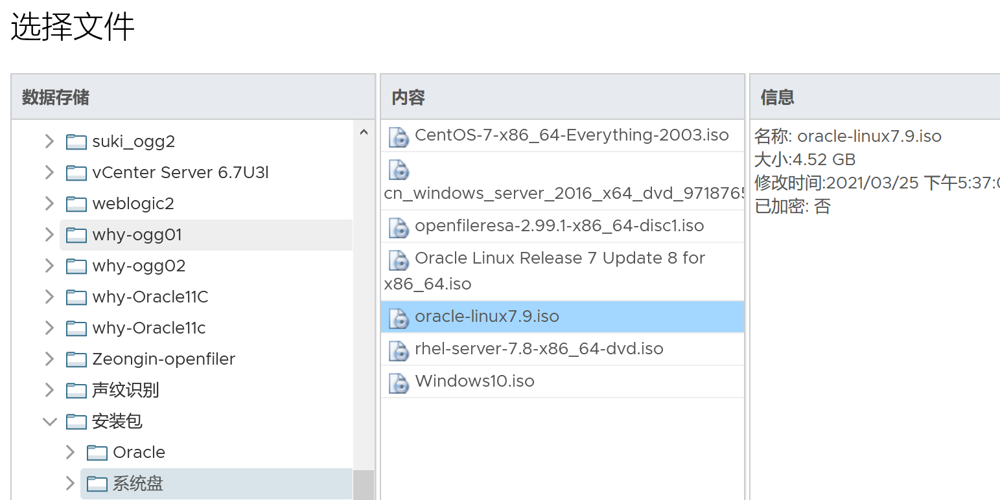 选择文件
数据存储
suki_ogg2
vCenter Server 6.7U3l
weblogic2
why-ogg01
why-ogg02
why-Oracle11C
why-Oracle11c
Zeongin-openfiler
声纹识别
安装包
Oracle
系统盘
内容
CentOS-7-x86_64-Everything-2003.iso
cn_windows_server_2016_x64_dvd_9718765
openfileresa-2.99.1-x86_64-disc1.iso
Oracle Linux Release 7 Update 8 for
x86_64.iso
oracle-linux7.9.iso
rhel-server-7.8-x86_64-dvd.iso
Windows10.iso
信息
名称: oracle-linux7.9.iso
大小:4.52 GB
修改时间:2021/03/25 下午5:37:0
已加密: 否